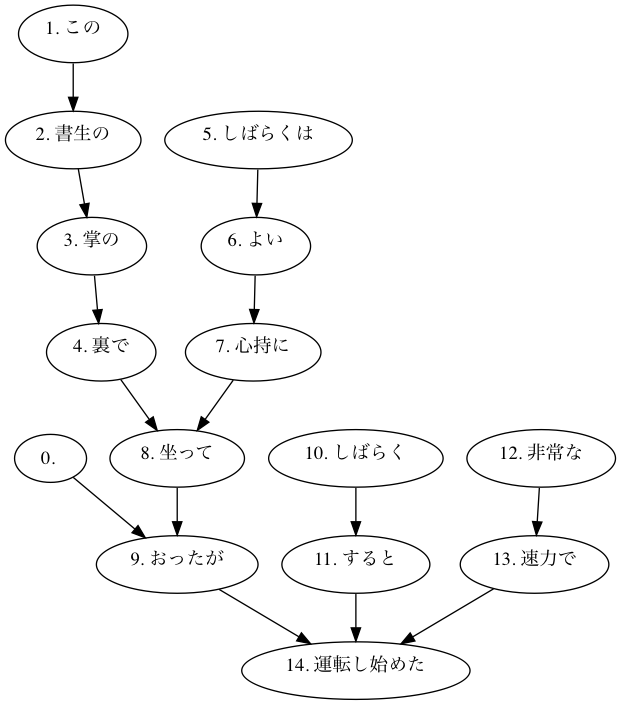 1. この
2. 書生の
5. しばらくは
3. 掌の
6. よい
4. 裏で
7. 心持に
0.
8. 坐って
10. しばらく
12. 非常な
9. おったが
11. すると
13. 速力で
14. 運転し始めた